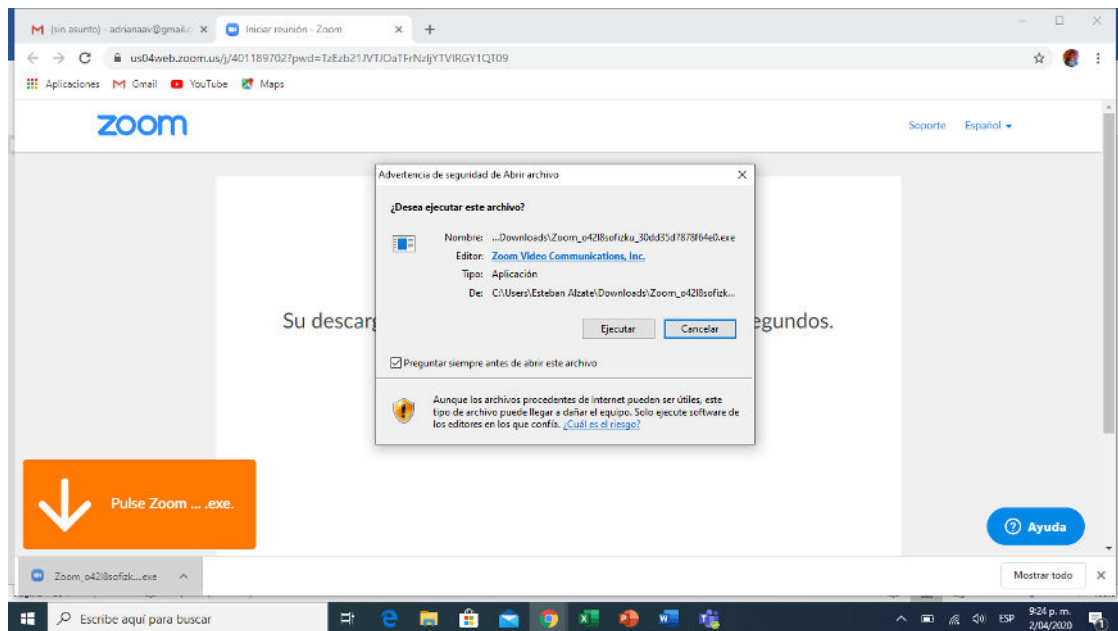 (sin asunto) - adrianaav@gmail.c
Iniciar reunión - Zoom
us04web.zoom.us/j/401189702?pwd=TzEzb21JVTJOaTFrNzljYTVIRGY1QT09
Aplicaciones Gmail YouTube Maps
zoom
Soporte Español
Advertencia de seguridad de Abrir archivo
¿Desea ejecutar este archivo?
Nombre: ...Downloads\Zoom_o42l8sofizku_30dd35d7878f64e0.exe
Editor: Zoom Video Communications, Inc.
Tipo: Aplicación
De: C:\Users\Esteban Alzate\Downloads\Zoom_o42l8sofizk...
Su descarg egundos.
Ejecutar Cancelar
Preguntar siempre antes de abrir este archivo
Aunque los archivos procedentes de Internet pueden ser útiles, este
tipo de archivo puede llegar a dañar el equipo. Solo ejecute software de
los editores en los que confía. ¿Cuál es el riesgo?
Pulse Zoom ... .exe.
Ayuda
Zoom_o42l8sofizk....exe
Mostrar todo
Escribe aquí para buscar
ESP
9:24 p. m.
2/04/2020